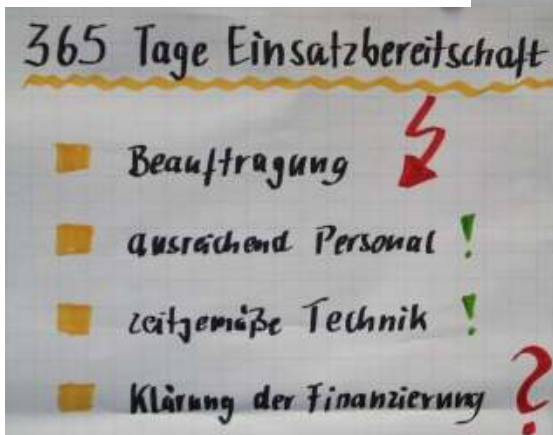 365 Tage Einsatzbereitschaft
Beauftragung
ausreichend Personal !
zeitgemäße Technik !
Klärung der Finanzierung ?